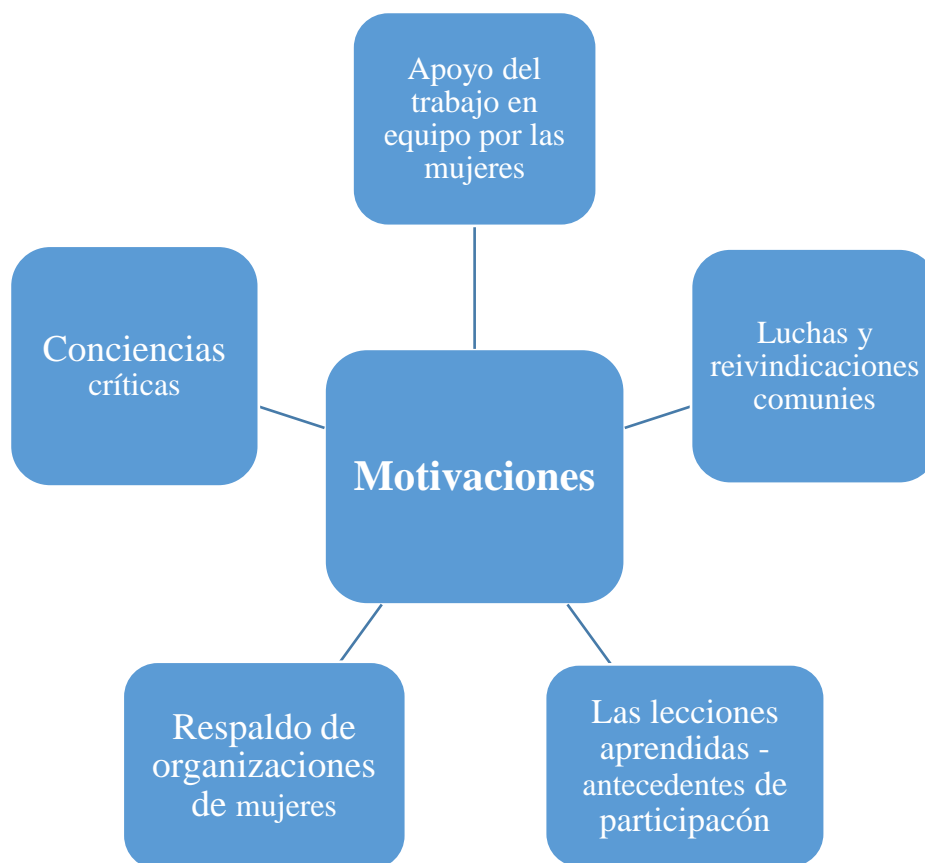 Apoyo del
trabajo en
equipo por las
mujeres
Conciencias
críticas
Luchas y
reivindicaciones
comunies
Motivaciones
Respaldo de
organizaciones
de mujeres
Las lecciones
aprendidas -
antecedentes de
participacón